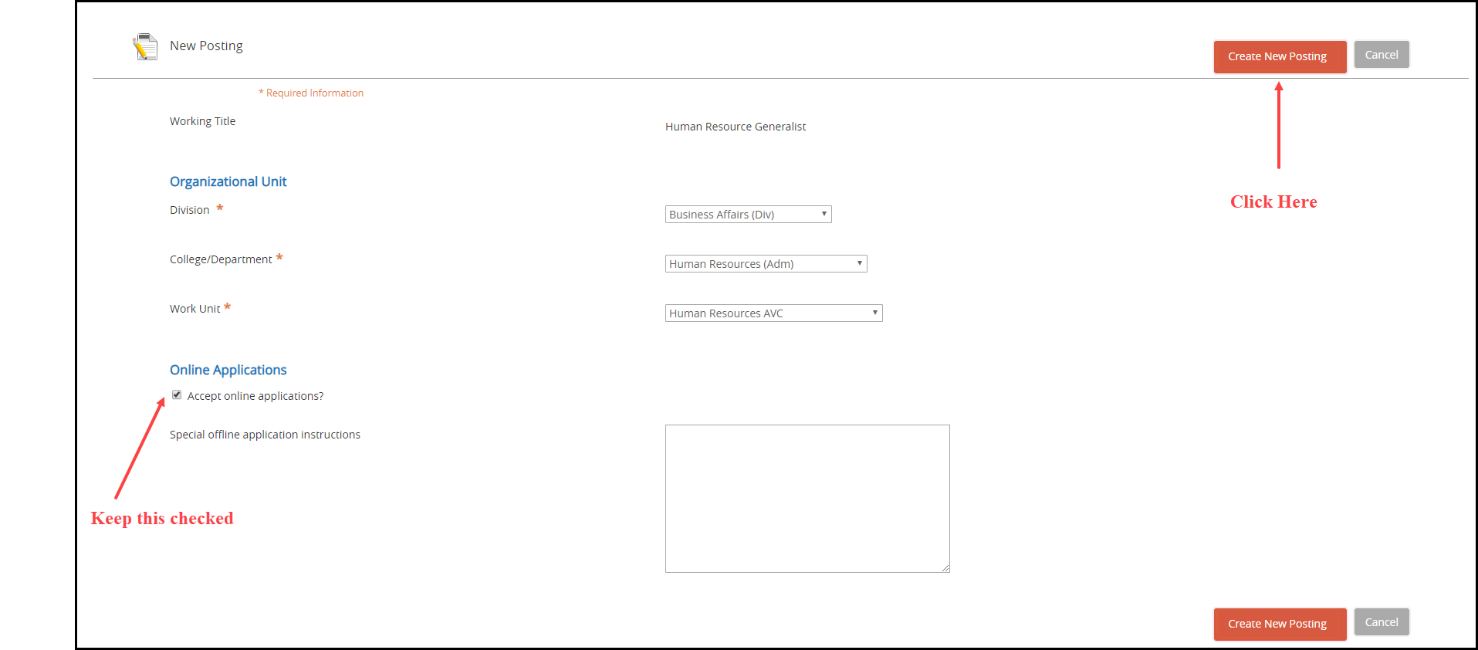 New Posting
Create New Posting
Cancel
* Required Information
Working Title
Human Resource Generalist
Click Here
Organizational Unit
Division *
Business Affairs (Div)
College/Department *
Human Resources (Adm)
Work Unit *
Human Resources AVC
Online Applications
Accept online applications?
Special offline application instructions
Keep this checked
Create New Posting
Cancel